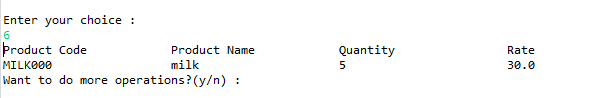 Enter your choice :
6
Product Code Product Name Quantity Rate
MILK000 milk 5 30.0
Want to do more operations?(y/n) :